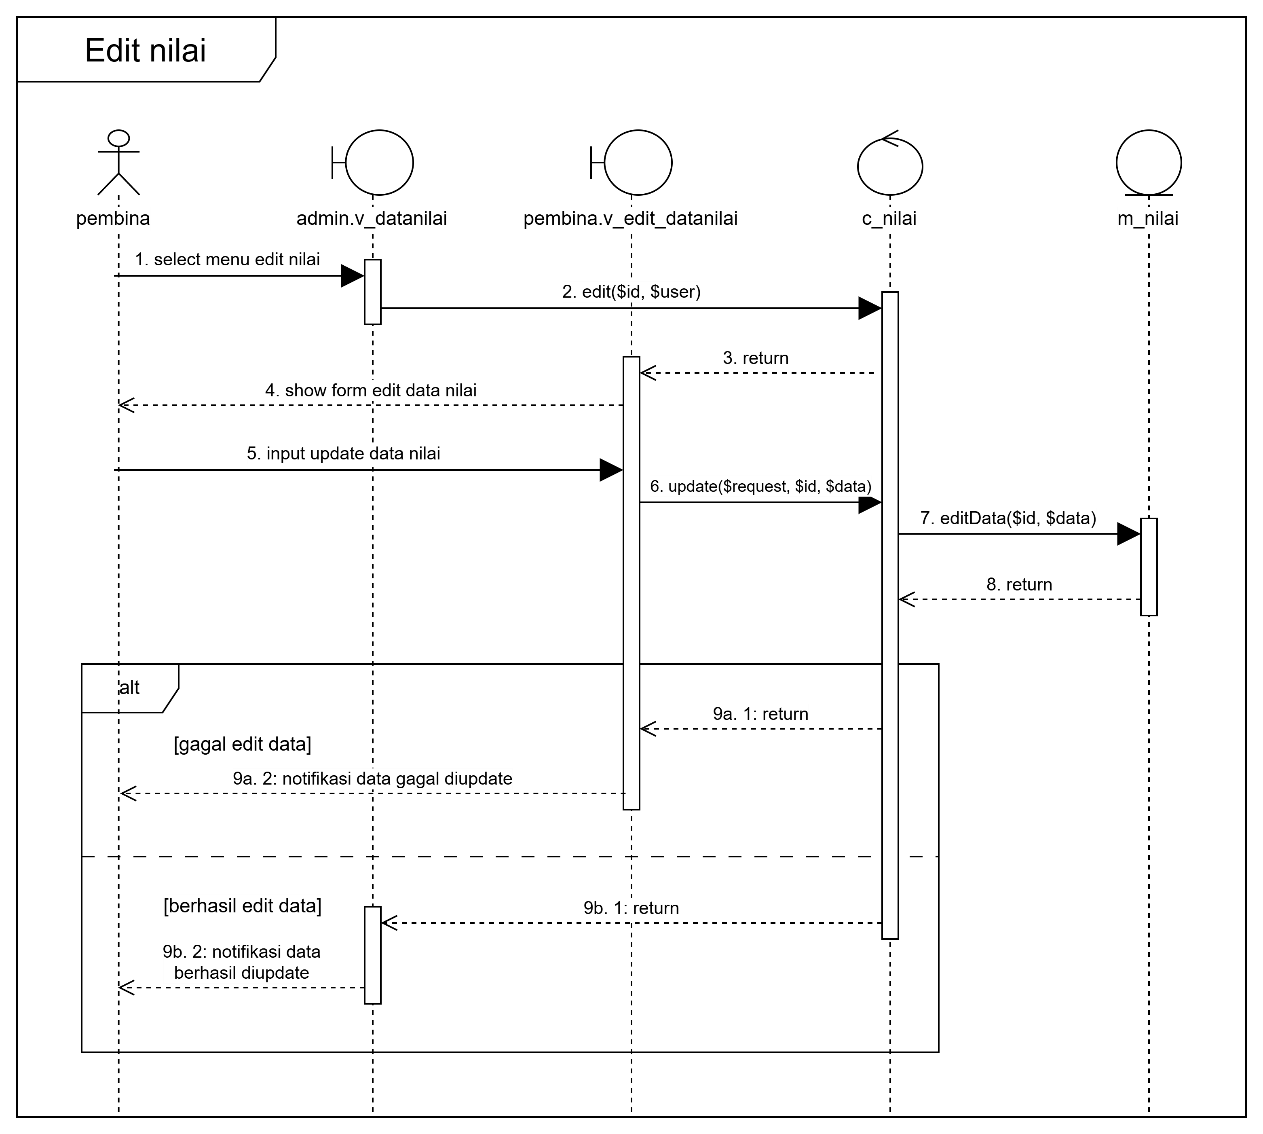 Edit nilai
pembina
admin.v_datanilai
pembina.v_edit_datanilai
c_nilai
m_nilai
1. select menu edit nilai
2. edit($id, $user)
3. return
4. show form edit data nilai
5. input update data nilai
6. update($request, $id, $data)
7. editData($id, $data)
8. return
alt
9a. 1: return
[gagal edit data]
9a. 2: notifikasi data gagal diupdate
[berhasil edit data]
9b. 1: return
9b. 2: notifikasi data
berhasil diupdate